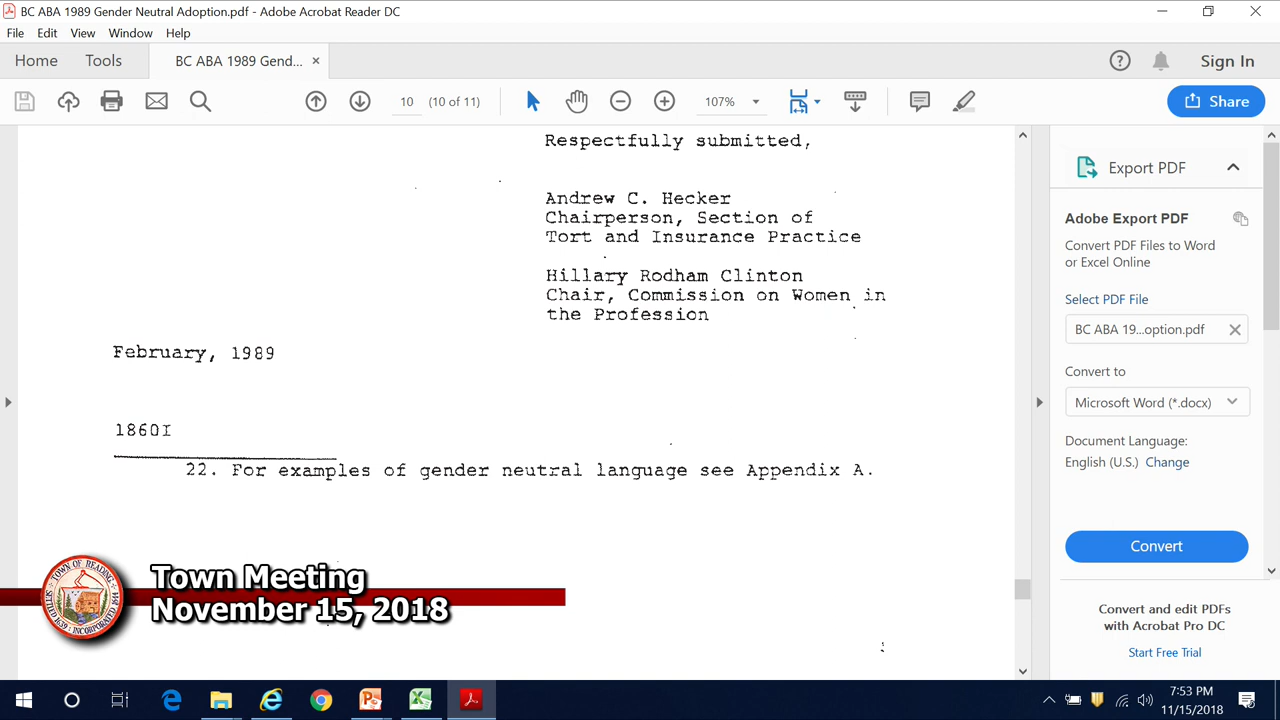 BC ABA 1989 Gender Neutral Adoption.pdf - Adobe Acrobat Reader DC
File Edit View Window Help
Home Tools BC ABA 1989 Gend... × Sign In
10 (10 of 11) 107% Share
Respectfully submitted,
Andrew C. Hecker
Chairperson, Section of
Tort and Insurance Practice
Hillary Rodham Clinton
Chair, Commission on Women in
the Profession
February, 1989
1860I
22. For examples of gender neutral language see Appendix A.
Export PDF
Adobe Export PDF
Convert PDF Files to Word
or Excel Online
Select PDF File
BC ABA 19...option.pdf
Convert to
Microsoft Word (*.docx)
Document Language:
English (U.S.) Change
Convert
Convert and edit PDFs
with Acrobat Pro DC
Start Free Trial
TOWN OF READING
Town Meeting
November 15, 2018
7:53 PM
11/15/2018